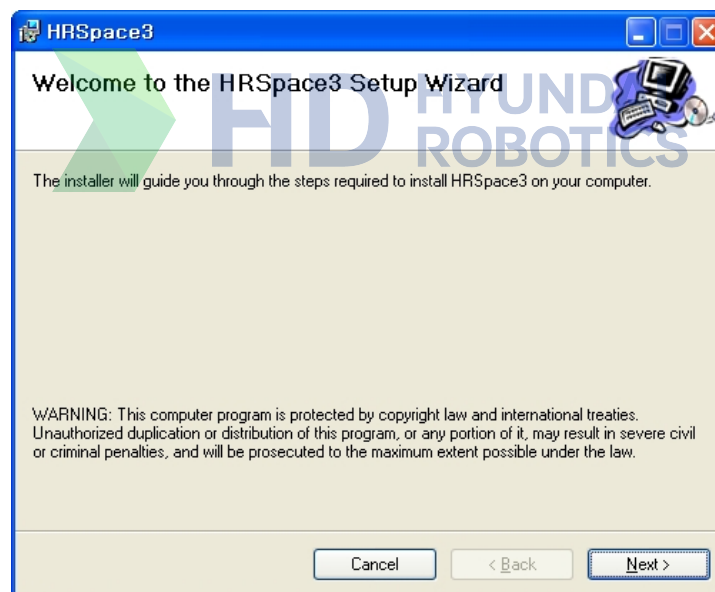 HRSpace3
Welcome to the HRSpace3 Setup Wizard
HD HYUNDAI
ROBOTICS
The installer will guide you through the steps required to install HRSpace3 on your computer.
WARNING: This computer program is protected by copyright law and international treaties.
Unauthorized duplication or distribution of this program, or any portion of it, may result in severe civil
or criminal penalties, and will be prosecuted to the maximum extent possible under the law.
Cancel
< Back
Next >